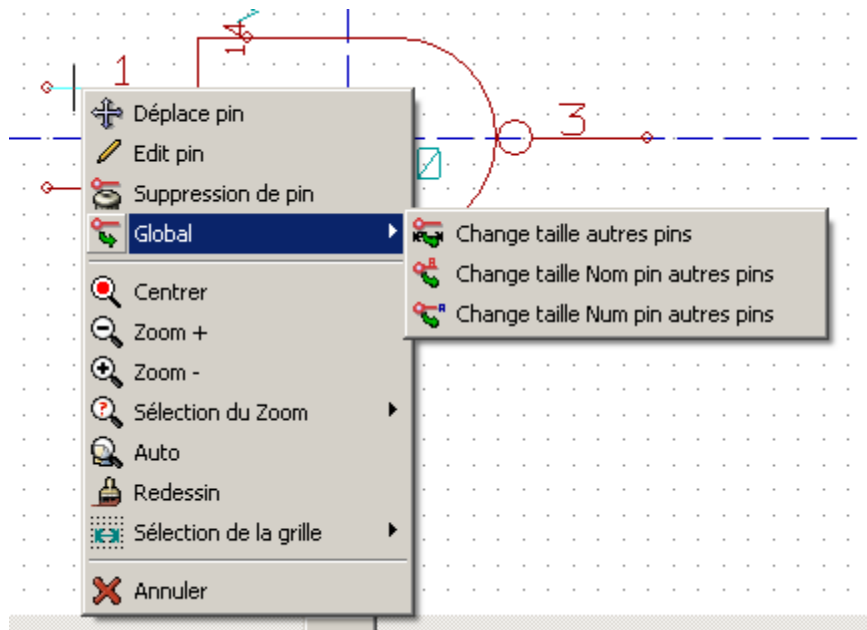 14
1
3
Déplace pin
Edit pin
Suppression de pin
Global
Change taille autres pins
Change taille Nom pin autres pins
Change taille Num pin autres pins
Centrer
Zoom +
Zoom -
Sélection du Zoom
Auto
Redessin
Sélection de la grille
Annuler